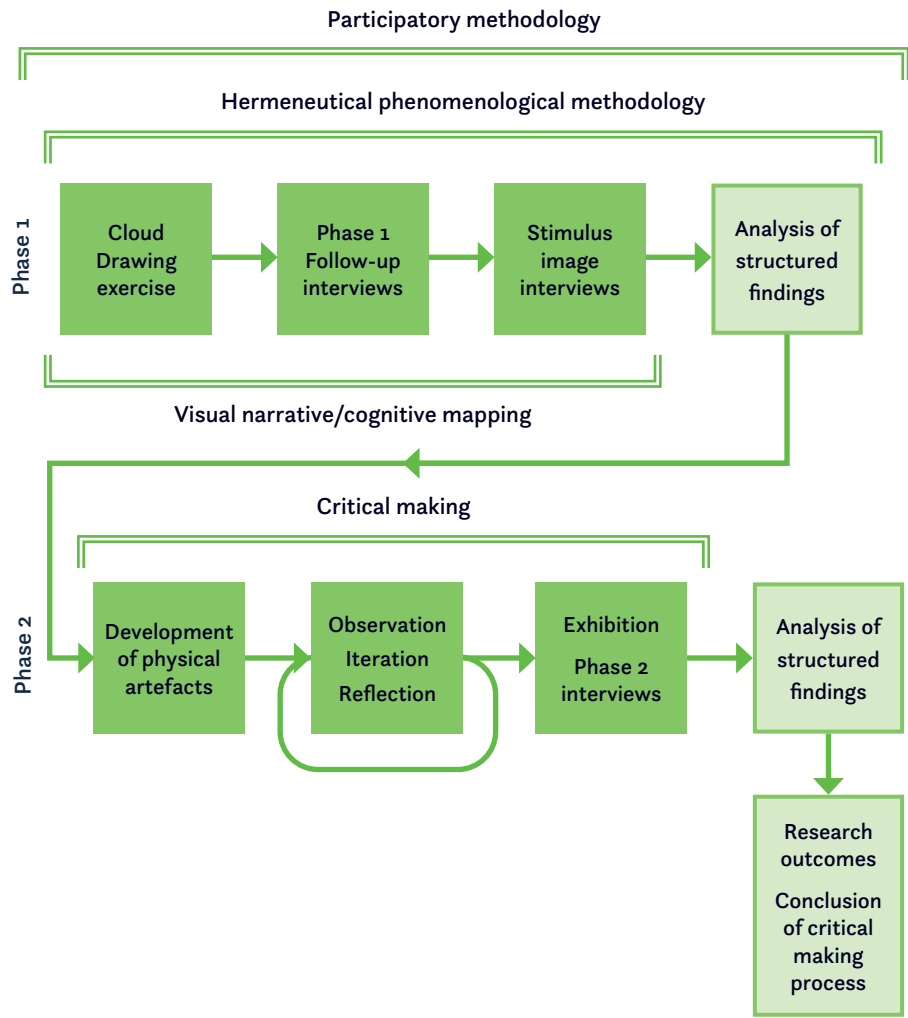 Participatory methodology
Hermeneutical phenomenological methodology
Phase 1
Cloud
Drawing
exercise
Phase 1
Follow-up
interviews
Stimulus
image
interviews
Analysis of
structured
findings
Visual narrative/cognitive mapping
Critical making
Phase 2
Development
of physical
artefacts
Observation
Iteration
Reflection
Exhibition
Phase 2
interviews
Analysis of
structured
findings
Research
outcomes
Conclusion
of critical
making
process